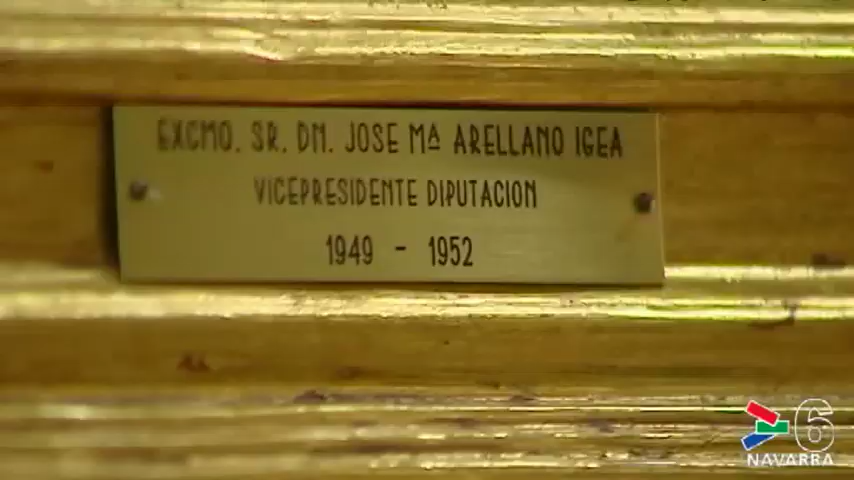 EXCMO. SR. DN. JOSE Mª ARELLANO IGEA
VICEPRESIDENTE DIPUTACION
1949 - 1952
6
NAVARRA